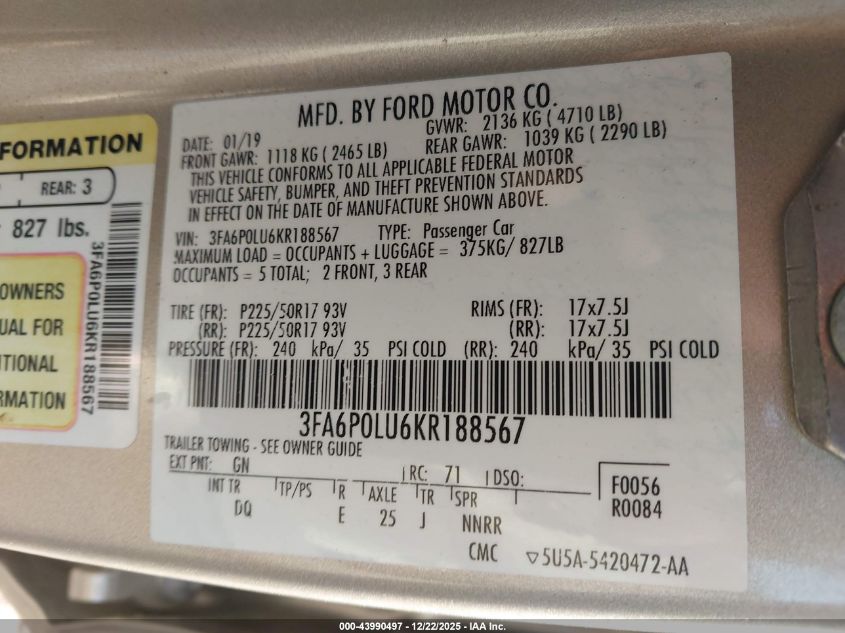 FORMATION
REAR: 3
827 lbs.
OWNERS
UAL FOR
ITIONAL
RMATION
3FA6P0LU6KR188567
MFD. BY FORD MOTOR CO.
DATE: 01/19 GVWR: 2136 KG ( 4710 LB)
FRONT GAWR: 1118 KG ( 2465 LB) REAR GAWR: 1039 KG ( 2290 LB)
THIS VEHICLE CONFORMS TO ALL APPLICABLE FEDERAL MOTOR
VEHICLE SAFETY, BUMPER, AND THEFT PREVENTION STANDARDS
IN EFFECT ON THE DATE OF MANUFACTURE SHOWN ABOVE.
VIN: 3FA6P0LU6KR188567 TYPE: Passenger Car
MAXIMUM LOAD = OCCUPANTS + LUGGAGE = 375KG/ 827LB
OCCUPANTS = 5 TOTAL; 2 FRONT, 3 REAR
TIRE (FR): P225/50R17 93V RIMS (FR): 17x7.5J
(RR): P225/50R17 93V (RR): 17x7.5J
PRESSURE (FR): 240 kPa/ 35 PSI COLD (RR): 240 kPa/ 35 PSI COLD
3FA6P0LU6KR188567
TRAILER TOWING - SEE OWNER GUIDE
EXT PNT: GN RC: 71 DSO:
INT TR TP/PS R AXLE TR SPR
DQ E 25 J NNRR
F0056
R0084
CMC ▽5U5A-5420472-AA
000-43990497 • 12/22/2025 • IAA Inc.